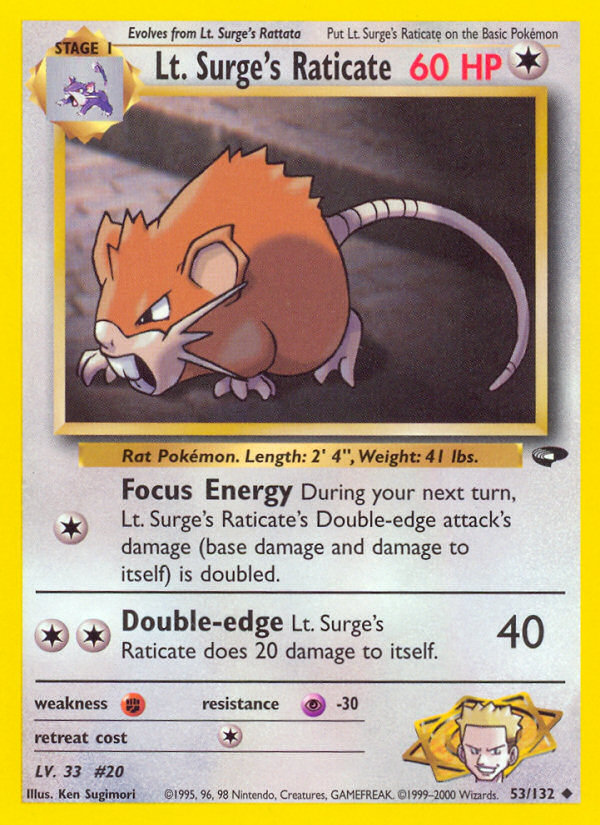 Evolves from Lt. Surge's Rattata
Put Lt. Surge's Raticate on the Basic Pokémon
STAGE 1
Lt. Surge's Raticate 60 HP
Rat Pokémon. Length: 2' 4", Weight: 41 lbs.
Focus Energy During your next turn,
Lt. Surge's Raticate's Double-edge attack's
damage (base damage and damage to
itself) is doubled.
Double-edge Lt. Surge's
Raticate does 20 damage to itself.
40
weakness
resistance -30
retreat cost
LV. 33 #20
Illus. Ken Sugimori
©1995, 96, 98 Nintendo, Creatures, GAMEFREAK. ©1999-2000 Wizards. 53/132